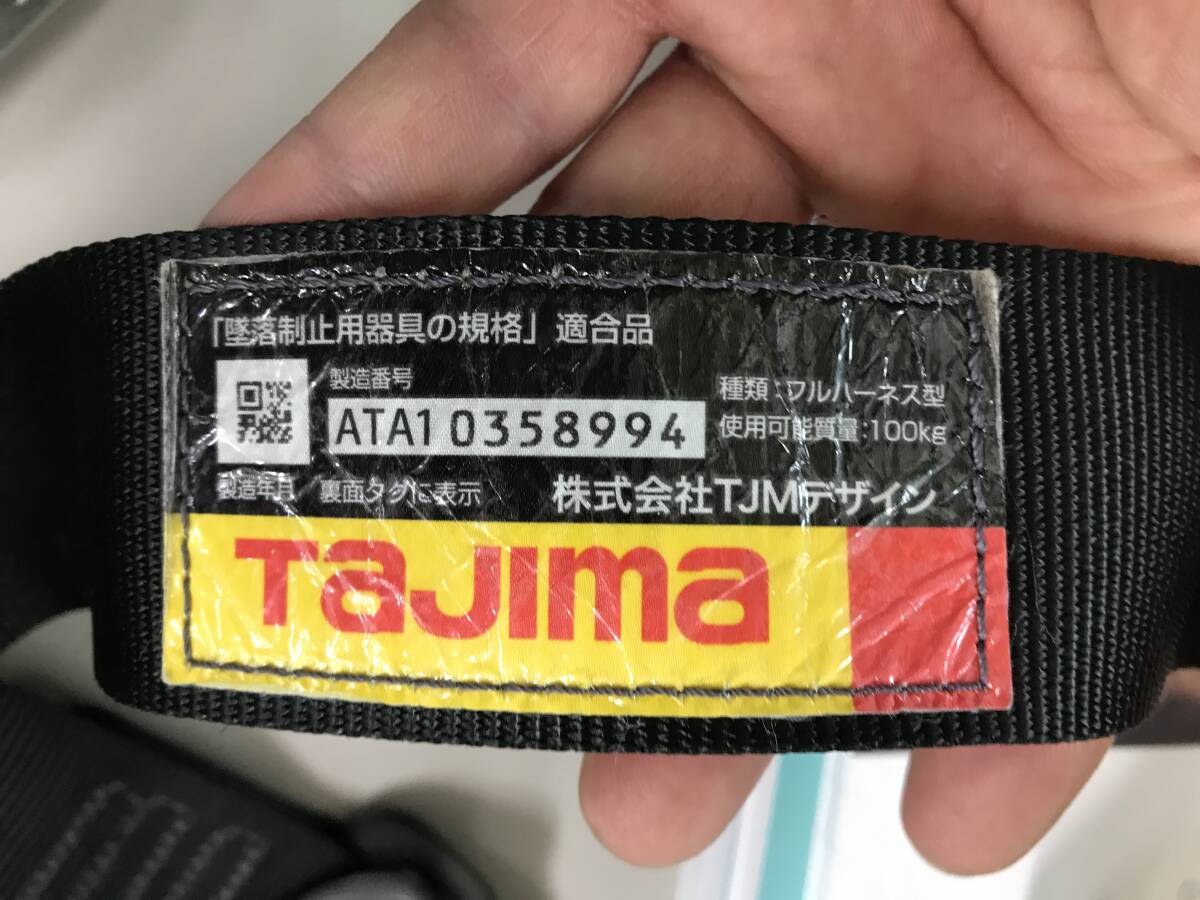 「墜落制止用器具の規格」適合品
製造番号
ATA10358994
種類:フルハーネス型
使用可能質量:100kg
製造年月 裏面タグに表示
株式会社TJMデザイン
TaJIma